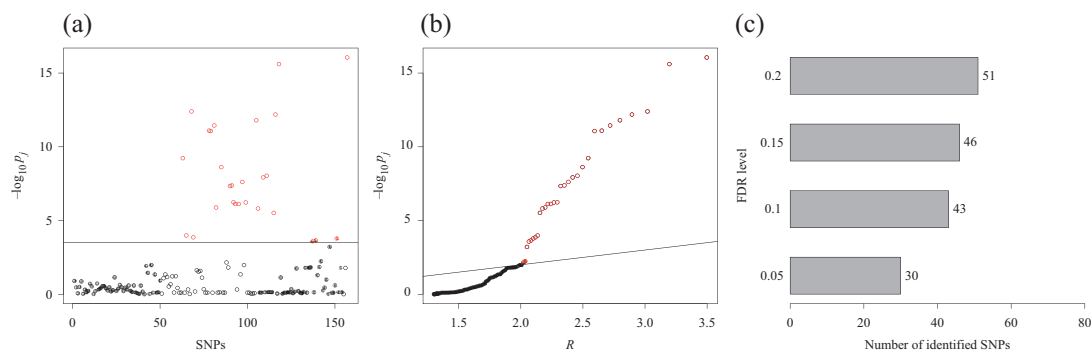 (a)
−log10 pj
15
10
5
0
0 50 100 150
SNPs
(b)
−log10 pj
15
10
5
0
1.5 2.0 2.5 3.0 3.5
R
(c)
FDR level
0.2
0.15
0.1
0.05
51
46
43
30
0 20 40 60 80
Number of identified SNPs